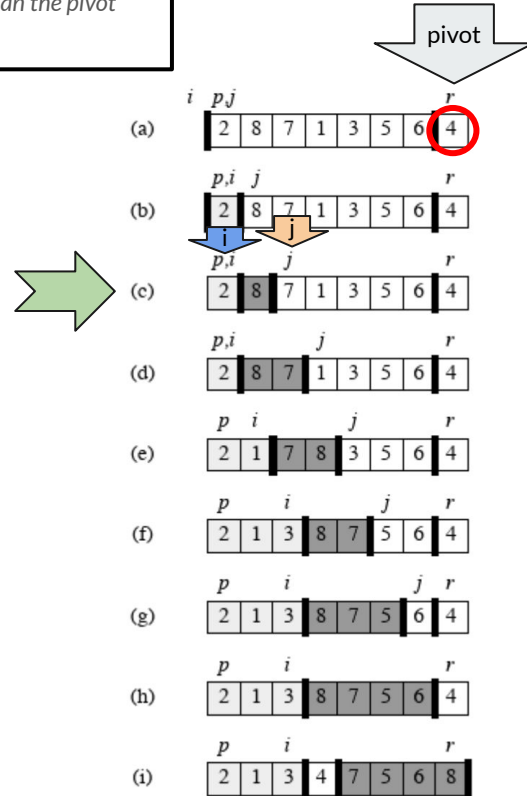 an the pivot
pivot
i p,j r
(a) 2 8 7 1 3 5 6 4
p,i j r
(b) 2 8 7 1 3 5 6 4
i j
p,i j r
(c) 2 8 7 1 3 5 6 4
p,i j r
(d) 2 8 7 1 3 5 6 4
p i j r
(e) 2 1 7 8 3 5 6 4
p i j r
(f) 2 1 3 8 7 5 6 4
p i j r
(g) 2 1 3 8 7 5 6 4
p i r
(h) 2 1 3 8 7 5 6 4
p i r
(i) 2 1 3 4 7 5 6 8